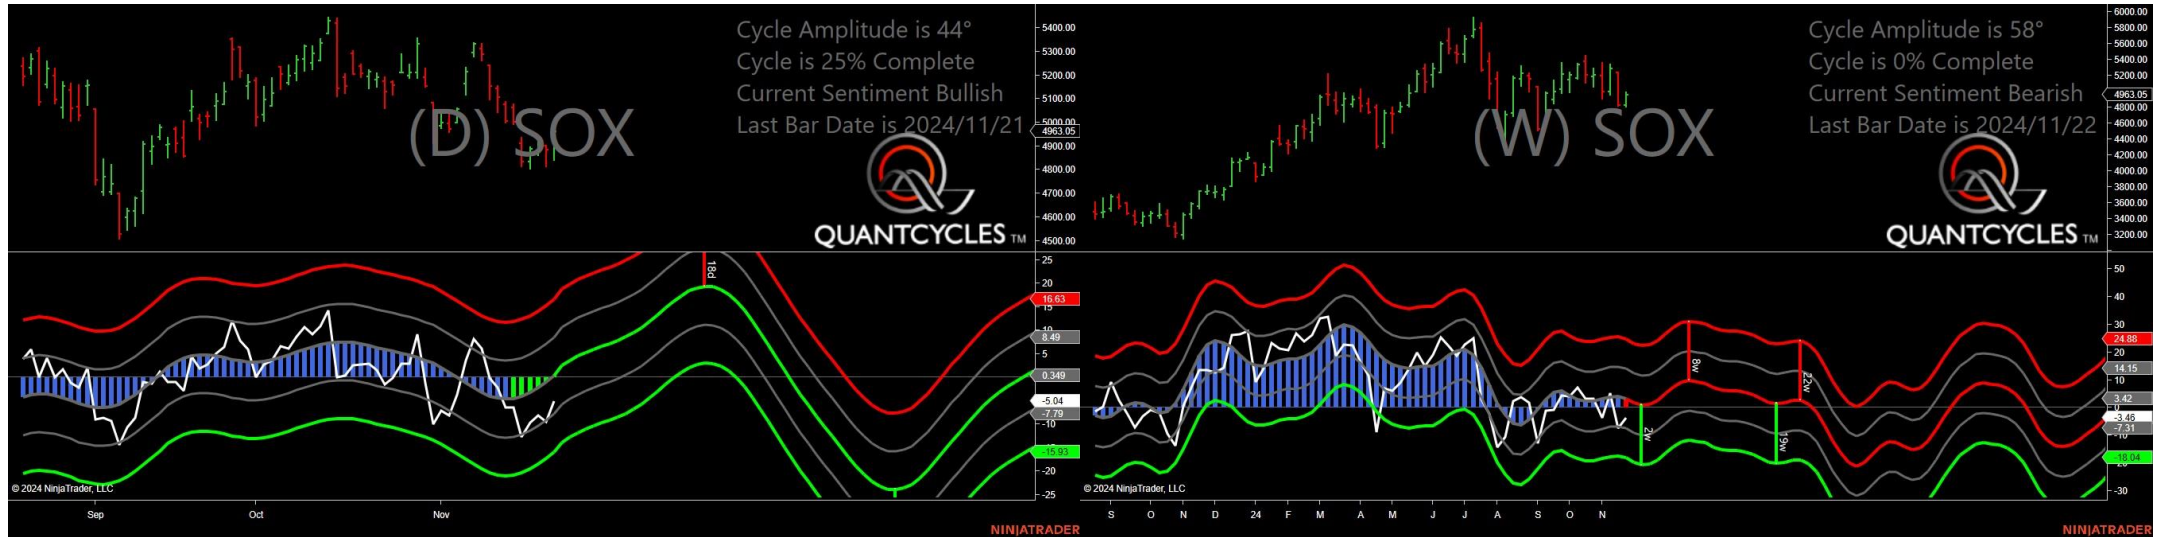 Cycle Amplitude is 44°
Cycle is 25% Complete
Current Sentiment Bullish
Last Bar Date is 2024/11/21
(D) SOX
QUANTCYCLES TM
5400.00
5300.00
5200.00
5100.00
5000.00
4963.05
4900.00
4800.00
4700.00
4600.00
4500.00
18d
25
20
16.63
15
10
8.49
5
0.349
-5.04
-7.79
-10
-15.93
-20
-25
© 2024 NinjaTrader, LLC
Sep Oct Nov
NINJATRADER
Cycle Amplitude is 58°
Cycle is 0% Complete
Current Sentiment Bearish
Last Bar Date is 2024/11/22
(W) SOX
QUANTCYCLES TM
6000.00
5800.00
5600.00
5400.00
5200.00
4963.05
4800.00
4600.00
4400.00
4200.00
4000.00
3800.00
3600.00
3400.00
3200.00
8w
22w
2w
19w
50
40
30
24.88
20
14.15
10
3.42
0
-3.46
-7.31
-10
-18.04
-30
© 2024 NinjaTrader, LLC
S O N D 24 F M A M J J A S O N
NINJATRADER